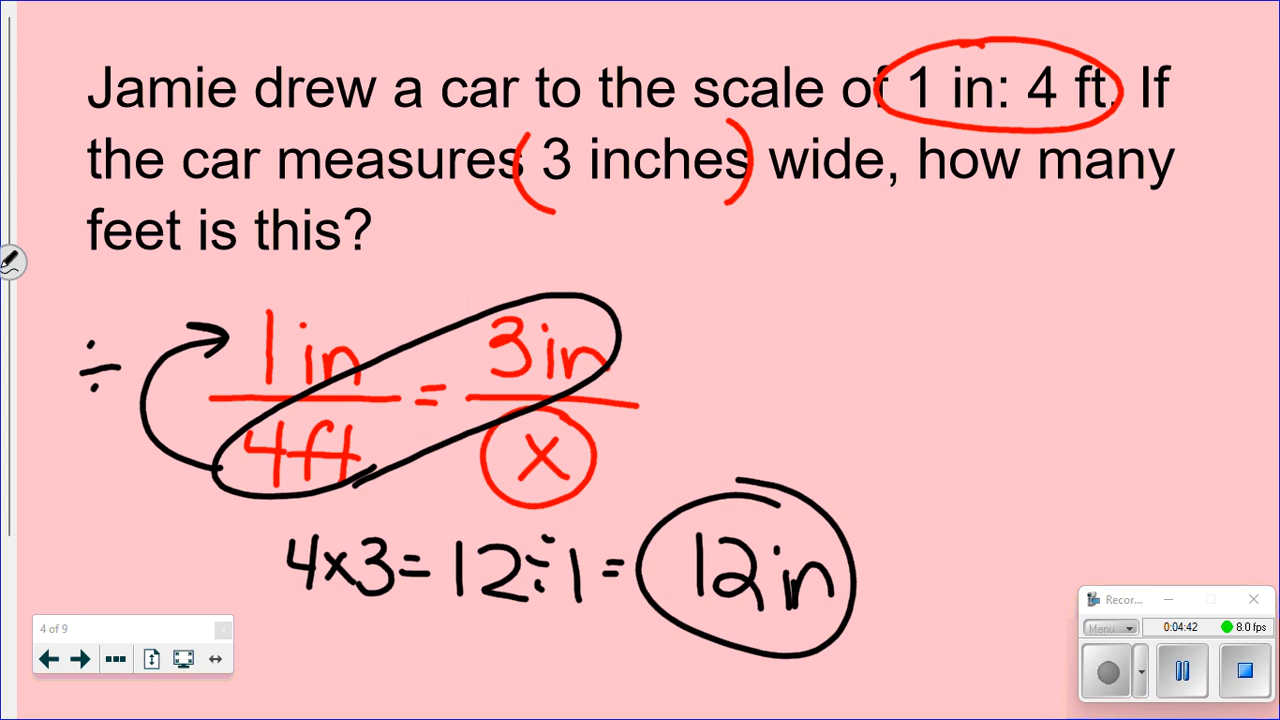 Jamie drew a car to the scale of 1 in: 4 ft. If
the car measures 3 inches wide, how many
feet is this?
÷ 1in = 3in
4ft x
4x3=12÷1= 12in
4 of 9 x
Recor...
Menu 0:04:42 8.0 fps